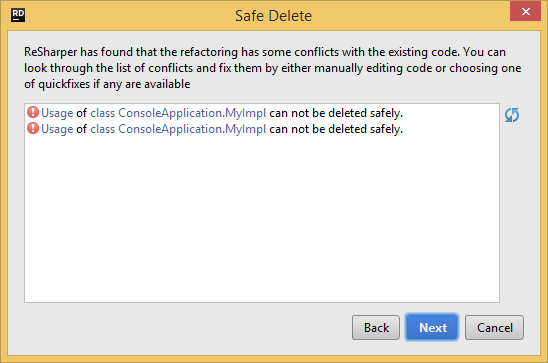 RD
Safe Delete
ReSharper has found that the refactoring has some conflicts with the existing code. You can
look through the list of conflicts and fix them by either manually editing code or choosing one
of quickfixes if any are available
Usage of class ConsoleApplication.MyImpl can not be deleted safely.
Usage of class ConsoleApplication.MyImpl can not be deleted safely.
Back Next Cancel